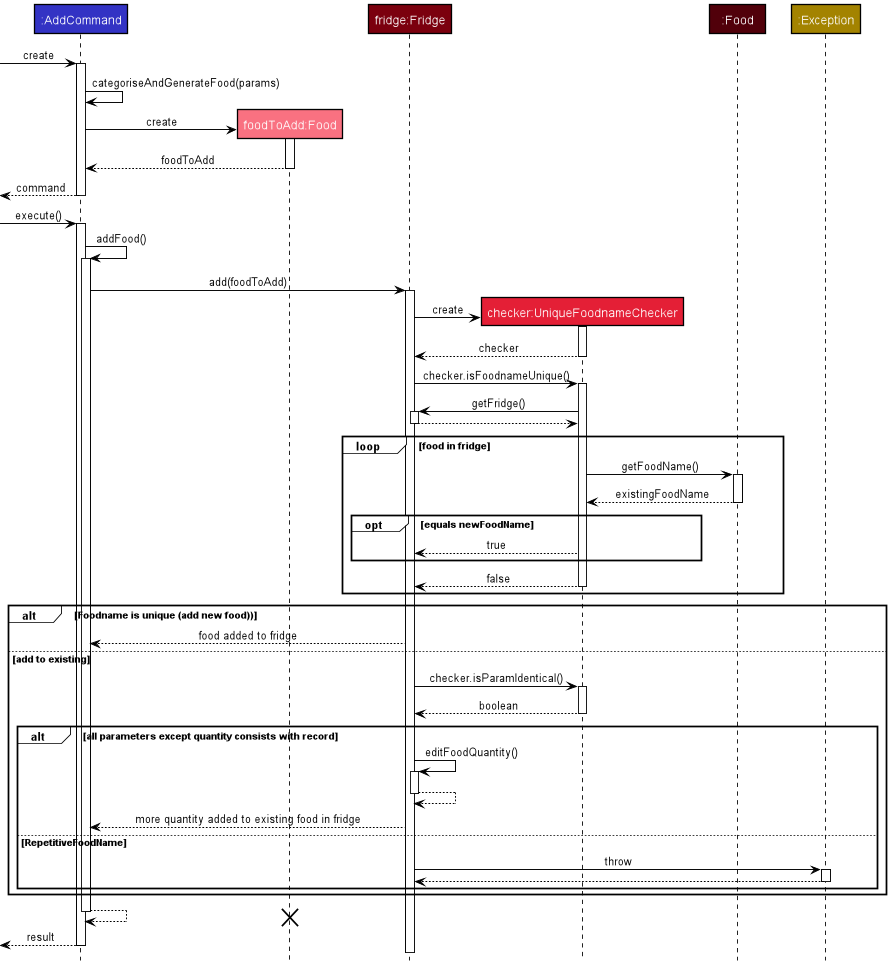 :AddCommand
fridge:Fridge
:Food
:Exception
create
categoriseAndGenerateFood(params)
create
foodToAdd:Food
foodToAdd
command
execute()
addFood()
add(foodToAdd)
create
checker:UniqueFoodnameChecker
checker
checker.isFoodnameUnique()
getFridge()
loop
[food in fridge]
getFoodName()
existingFoodName
opt
[equals newFoodName]
true
false
alt
[Foodname is unique (add new food))]
food added to fridge
[add to existing]
checker.isParamIdentical()
boolean
alt
[all parameters except quantity consists with record]
editFoodQuantity()
more quantity added to existing food in fridge
[RepetitiveFoodName]
throw
result